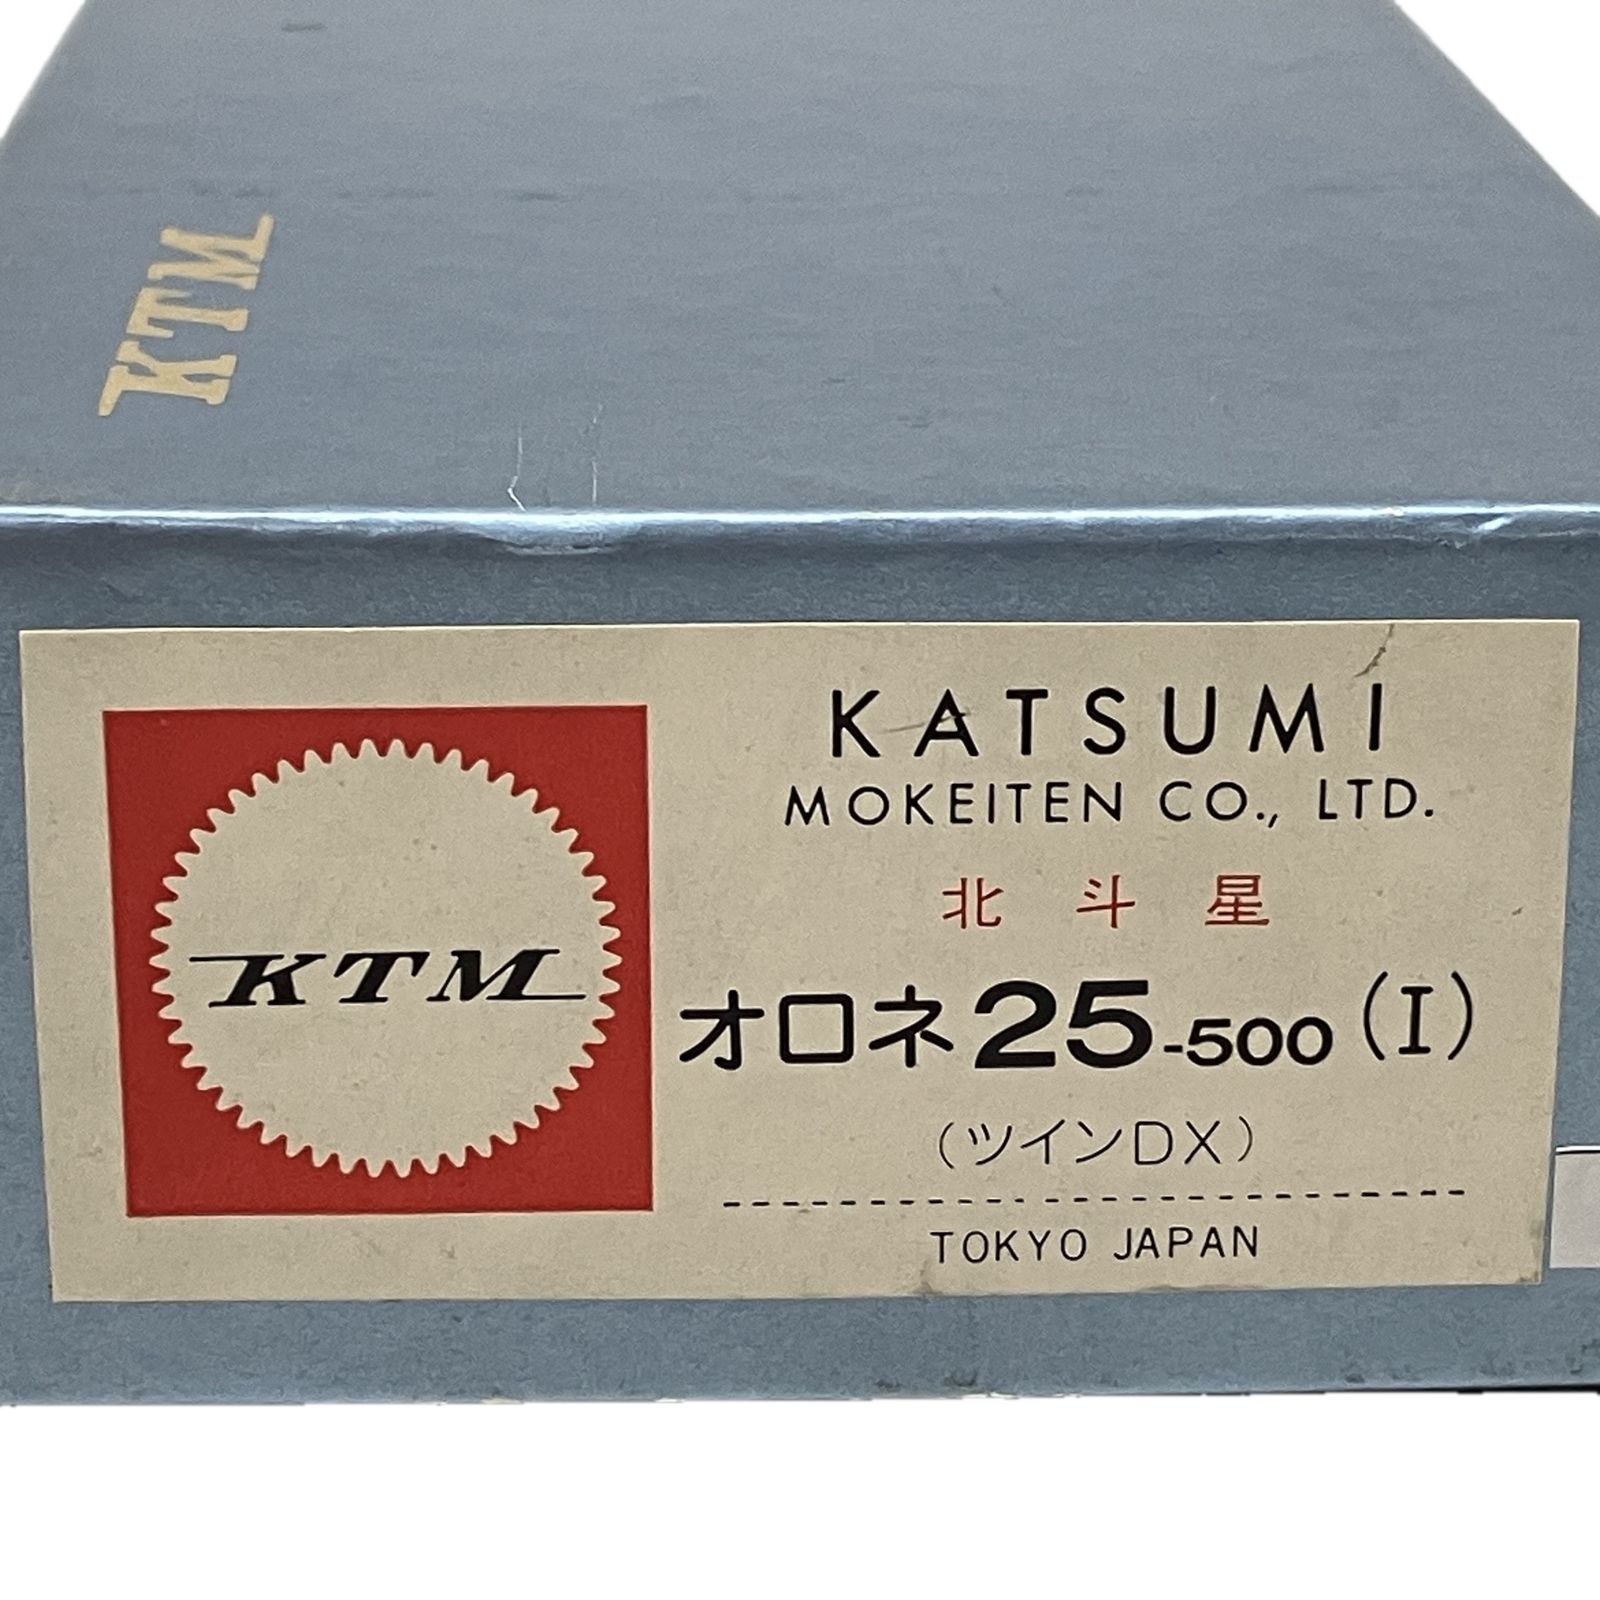 KTM
KTM
KATSUMI
MOKEITEN CO., LTD.
北斗星
オロネ25-500 (I)
(ツインDX)
TOKYO JAPAN